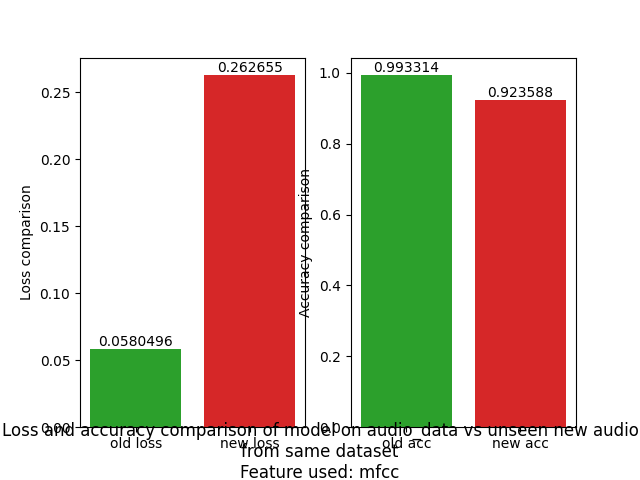 0.262655
0.993314
1.0
0.25
0.923588
0.8
0.20
Loss comparison
0.15
Accuracy comparison
0.6
0.10
0.4
0.0580496
0.05
0.2
0.00
0.0
old loss
new loss
old acc
new acc
Loss and accuracy comparison of model on audio_data vs unseen new audio
from same dataset
Feature used: mfcc